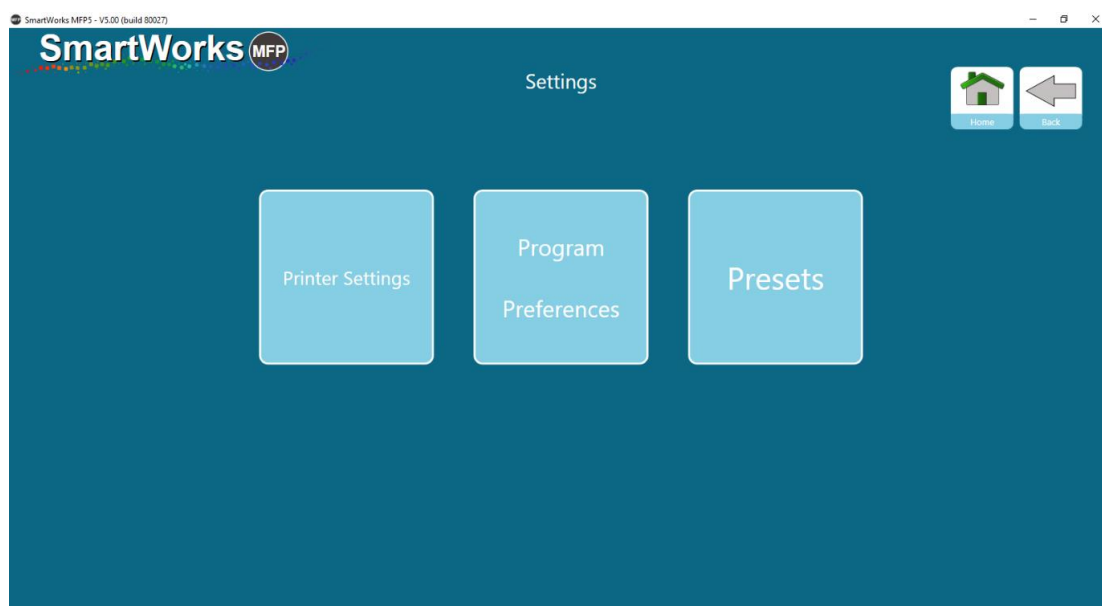 SmartWorks MFP5 - V5.00 (build 80027)
SmartWorks MFP
Settings
Home
Back
Printer Settings
Program
Preferences
Presets